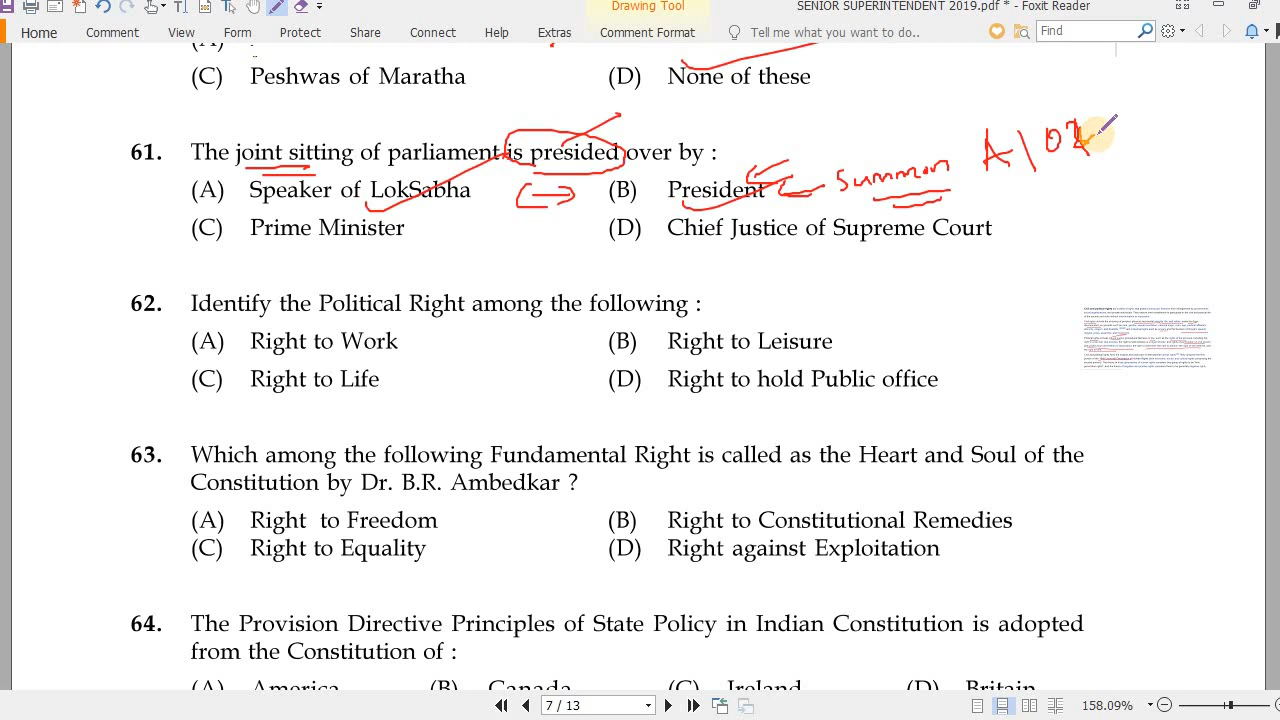 Drawing Tool
SENIOR SUPERINTENDENT 2019.pdf * - Foxit Reader
Home Comment View Form Protect Share Connect Help Extras Comment Format Tell me what you want to do.. Find
(C) Peshwas of Maratha (D) None of these
61. The joint sitting of parliament is presided over by :
Summon A108
(A) Speaker of LokSabha (B) President
(C) Prime Minister (D) Chief Justice of Supreme Court
62. Identify the Political Right among the following :
(A) Right to Work (B) Right to Leisure
(C) Right to Life (D) Right to hold Public office
63. Which among the following Fundamental Right is called as the Heart and Soul of the
Constitution by Dr. B.R. Ambedkar ?
(A) Right to Freedom (B) Right to Constitutional Remedies
(C) Right to Equality (D) Right against Exploitation
64. The Provision Directive Principles of State Policy in Indian Constitution is adopted
from the Constitution of :
(A) America (B) Canada (C) Ireland (D) Britain
7 / 13
158.09%